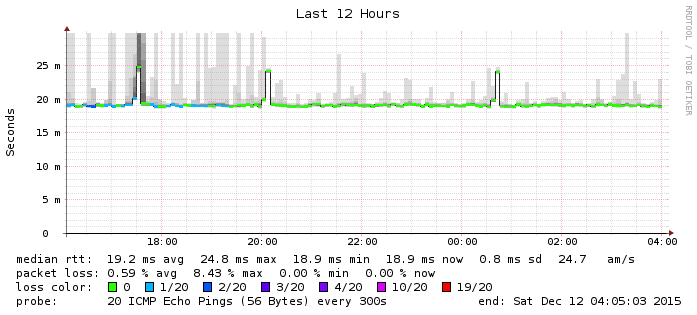 Last 12 Hours
RRDTOOL / TOBI OETIKER
Seconds
25 m
20 m
15 m
10 m
5 m
0
18:00 20:00 22:00 00:00 02:00 04:00
median rtt: 19.2 ms avg 24.8 ms max 18.9 ms min 18.9 ms now 0.8 ms sd 24.7 am/s
packet loss: 0.59 % avg 8.43 % max 0.00 % min 0.00 % now
loss color: 0 1/20 2/20 3/20 4/20 10/20 19/20
probe: 20 ICMP Echo Pings (56 Bytes) every 300s end: Sat Dec 12 04:05:03 2015